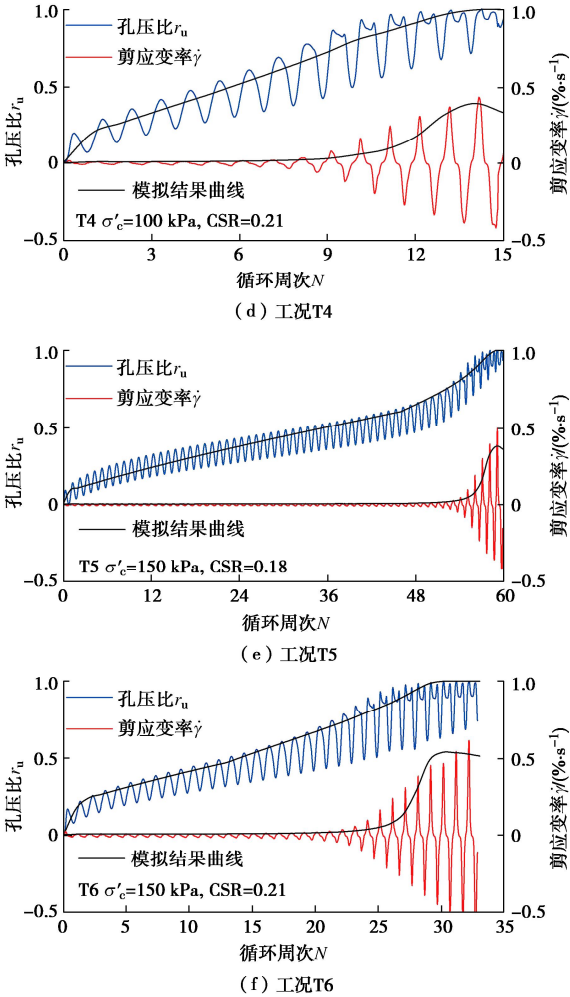 1.0
0.5
0
−0.5
孔压比rᵤ
孔压比rᵤ
剪应变率γ̇
模拟结果曲线
T4 σ′c=100 kPa, CSR=0.21
1.0
0.5
0
−0.5
剪应变率γ̇/(%·s⁻¹)
0 3 6 9 12 15
循环周次N
（d）工况T4
1.0
0.5
0
−0.5
孔压比rᵤ
孔压比rᵤ
剪应变率γ̇
模拟结果曲线
T5 σ′c=150 kPa, CSR=0.18
1.0
0.5
0
−0.5
剪应变率γ̇/(%·s⁻¹)
0 12 24 36 48 60
循环周次N
（e）工况T5
1.0
0.5
0
−0.5
孔压比rᵤ
孔压比rᵤ
剪应变率γ̇
模拟结果曲线
T6 σ′c=150 kPa, CSR=0.21
1.0
0.5
0
−0.5
剪应变率γ̇/(%·s⁻¹)
0 5 10 15 20 25 30 35
循环周次N
（f）工况T6